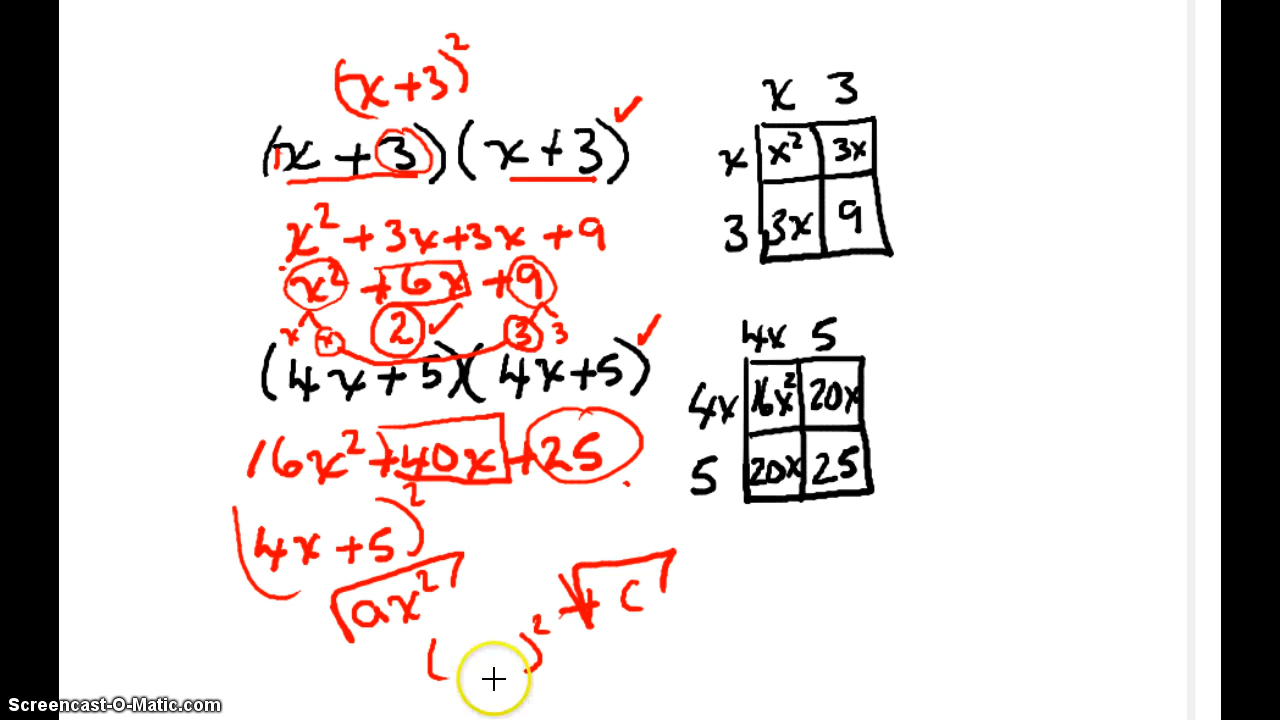 (x+3)²
(x + 3)(x+3)
x² + 3x+3x +9
x² +6x +9
2
x x 3 3
(4x+5)(4x+5)
16x² +40x +25
(4x +5)²
√ax² + √c
( )²
x 3
x x² 3x
3 3x 9
4x 5
4x 16x² 20x
5 20x 25
Screencast-O-Matic.com